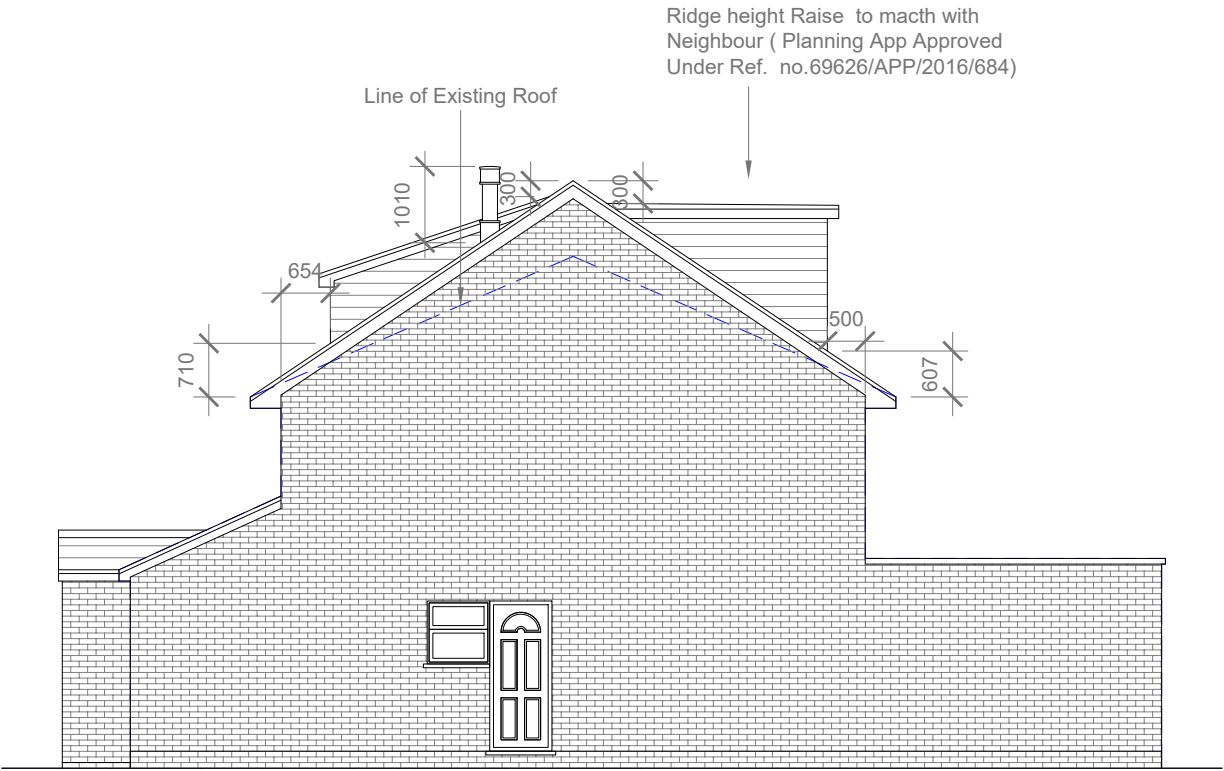 Ridge height Raise  to macth with
Neighbour ( Planning App Approved
Under Ref.  no.69626/APP/2016/684)
Line of Existing Roof
1010
300
300
654
500
710
607